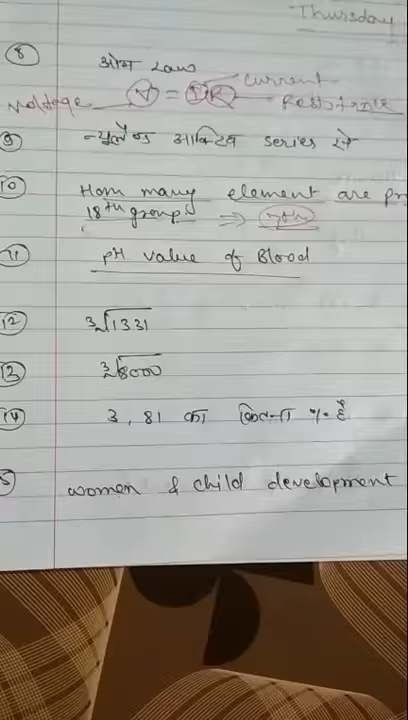 Thursday
8 ओम Law
Current
Voltage V = IR Resistance
9 आक्टिव series से
10 How many element are pr
18th group ⇒
11 pH value of Blood
12 ∛1331
13 ∛8000
14 3, 81 का कितना % है
5 women & child development